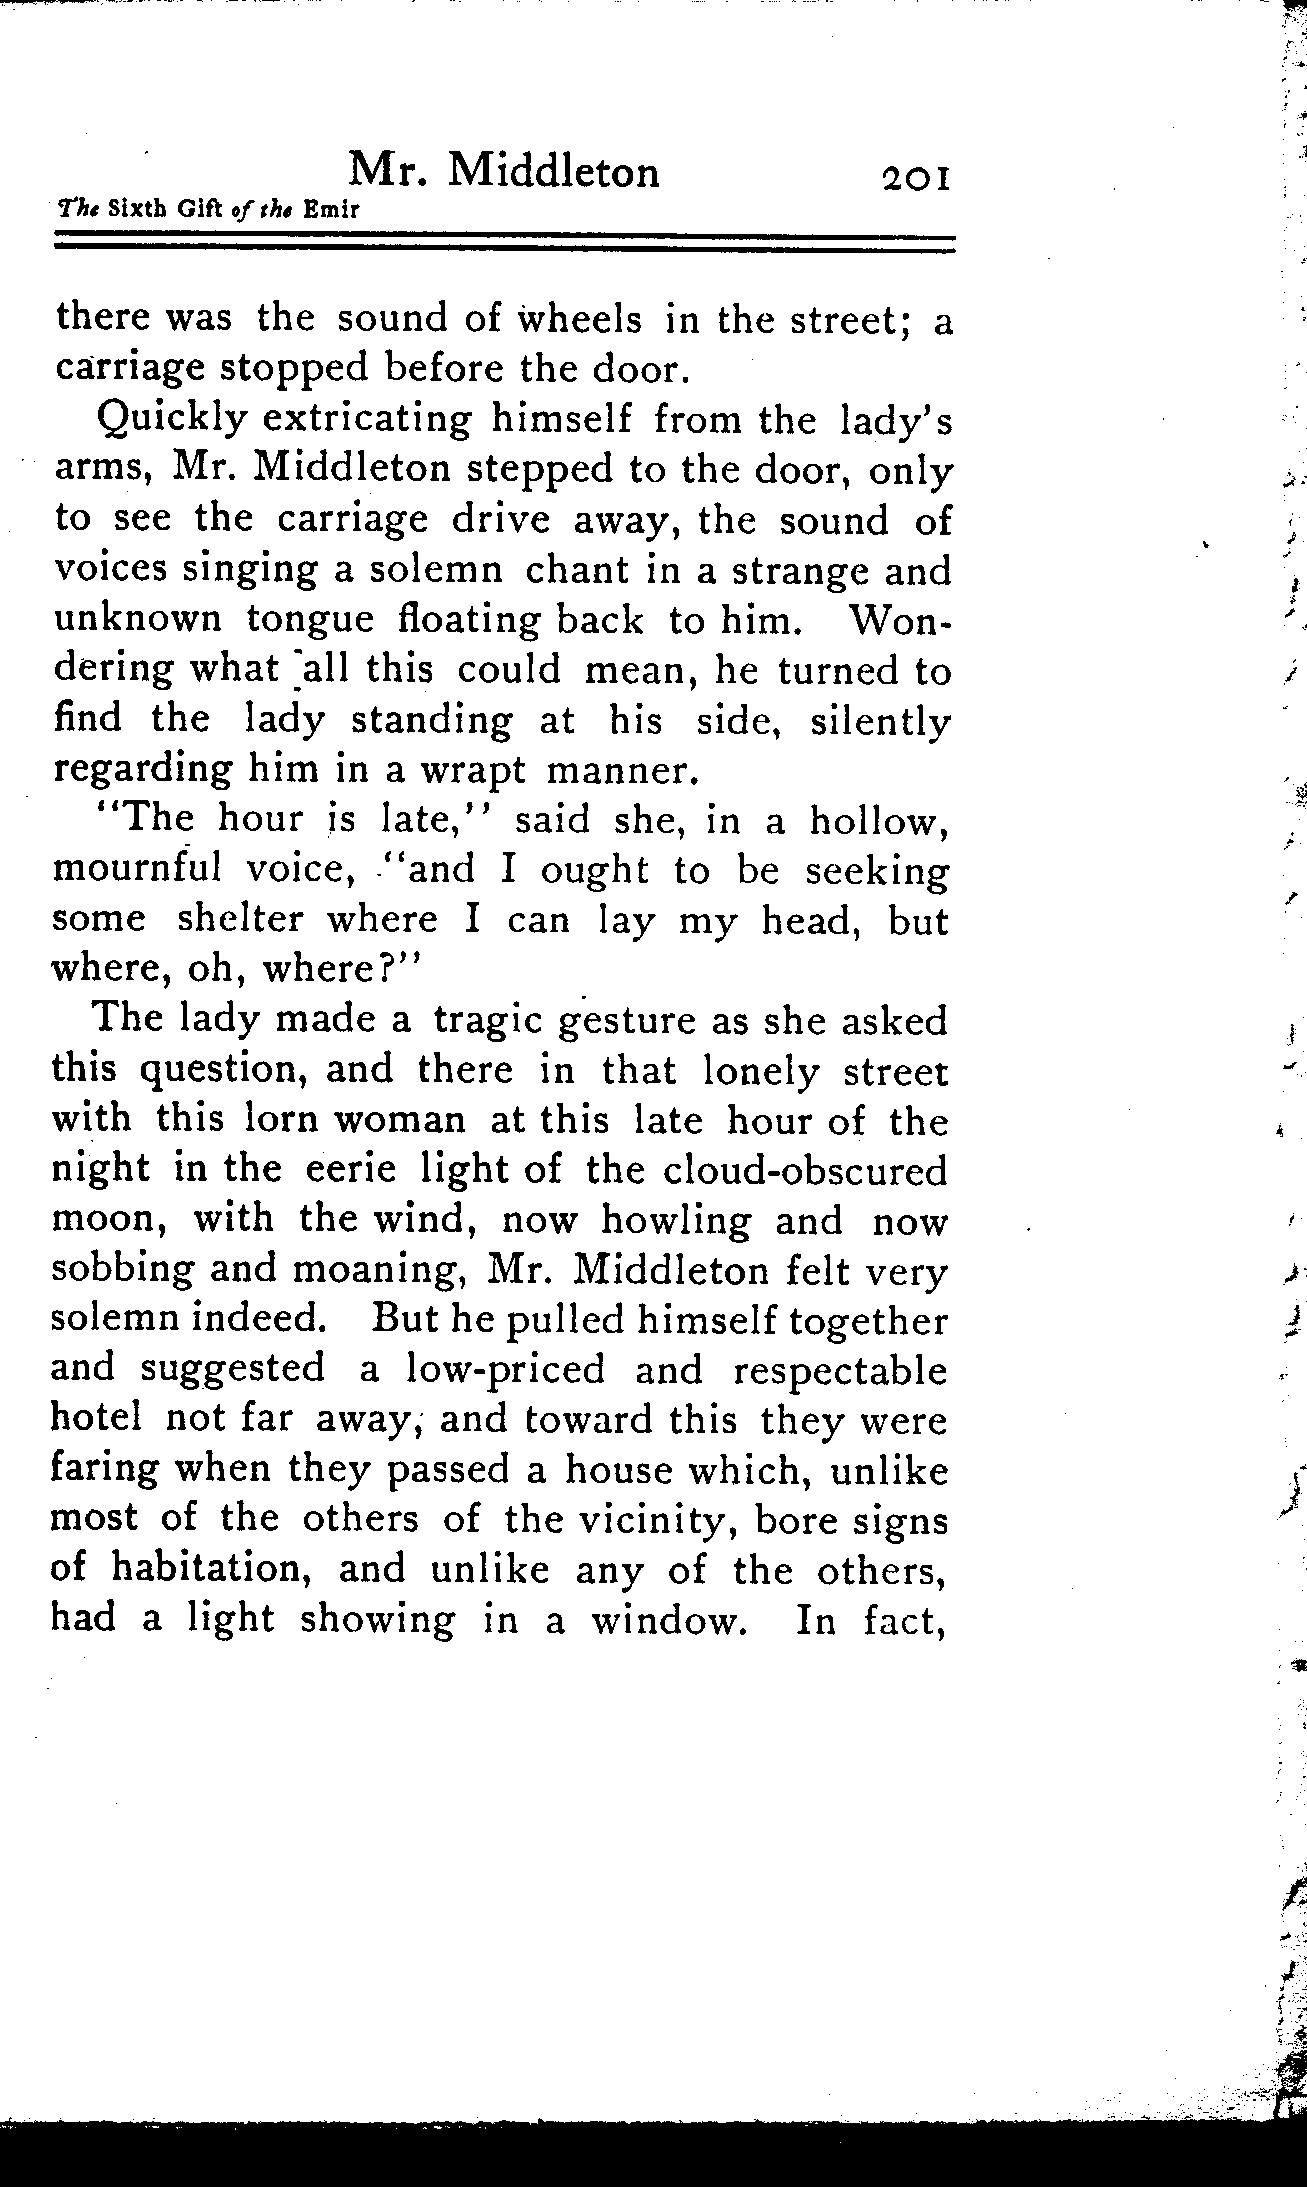 Mr. Middleton 201
The Sixth Gift of the Emir
there was the sound of wheels in the street; a
carriage stopped before the door.
Quickly extricating himself from the lady's
arms, Mr. Middleton stepped to the door, only
to see the carriage drive away, the sound of
voices singing a solemn chant in a strange and
unknown tongue floating back to him. Won-
dering what all this could mean, he turned to
find the lady standing at his side, silently
regarding him in a wrapt manner.
"The hour is late," said she, in a hollow,
mournful voice, "and I ought to be seeking
some shelter where I can lay my head, but
where, oh, where?"
The lady made a tragic gesture as she asked
this question, and there in that lonely street
with this lorn woman at this late hour of the
night in the eerie light of the cloud-obscured
moon, with the wind, now howling and now
sobbing and moaning, Mr. Middleton felt very
solemn indeed. But he pulled himself together
and suggested a low-priced and respectable
hotel not far away, and toward this they were
faring when they passed a house which, unlike
most of the others of the vicinity, bore signs
of habitation, and unlike any of the others,
had a light showing in a window. In fact,